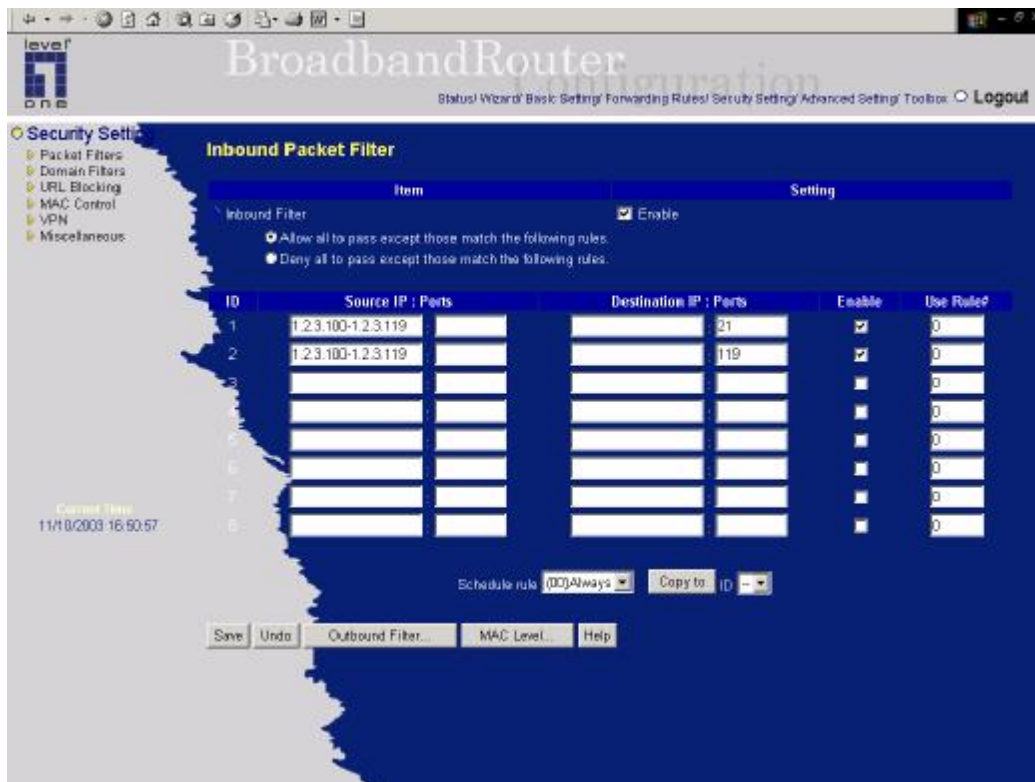 level
one
BroadbandRouter
Configuration
Status/ Wizard/ Basic Setting/ Forwarding Rules/ Security Setting/ Advanced Setting/ Toolbox Logout
Security Setting
Packet Filters
Domain Filters
URL Blocking
MAC Control
VPN
Miscellaneous
Current Time
11/10/2003 16:50:57
Inbound Packet Filter
Item Setting
Inbound Filter Enable
Allow all to pass except those match the following rules.
Deny all to pass except those match the following rules.
ID Source IP : Ports Destination IP : Ports Enable Use Rule#
1 1.2.3.100-1.2.3.119 : : 21 0
2 1.2.3.100-1.2.3.119 : : 119 0
3 : : 0
4 : : 0
5 : : 0
6 : : 0
7 : : 0
8 : : 0
Schedule rule (00)Always Copy to ID --
Save Undo Outbound Filter... MAC Level... Help